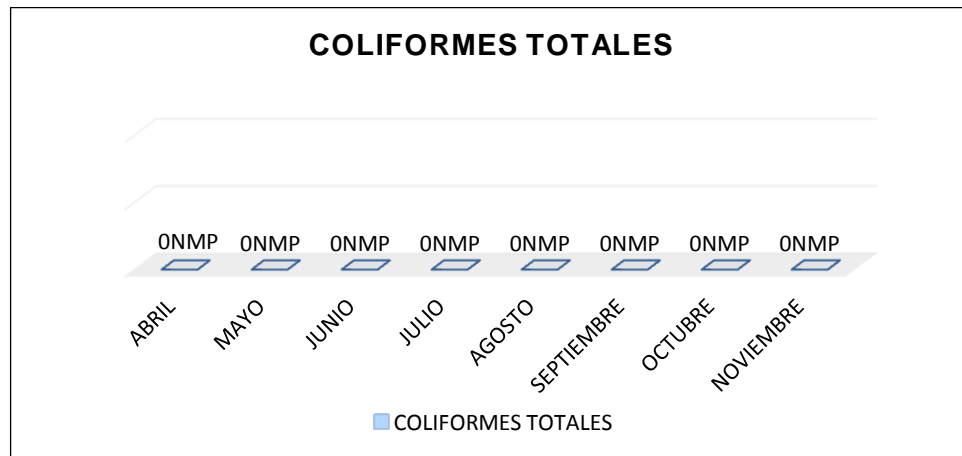 COLIFORMES TOTALES
0NMP 0NMP 0NMP 0NMP 0NMP 0NMP 0NMP 0NMP
ABRIL MAYO JUNIO JULIO AGOSTO SEPTIEMBRE OCTUBRE NOVIEMBRE
COLIFORMES TOTALES